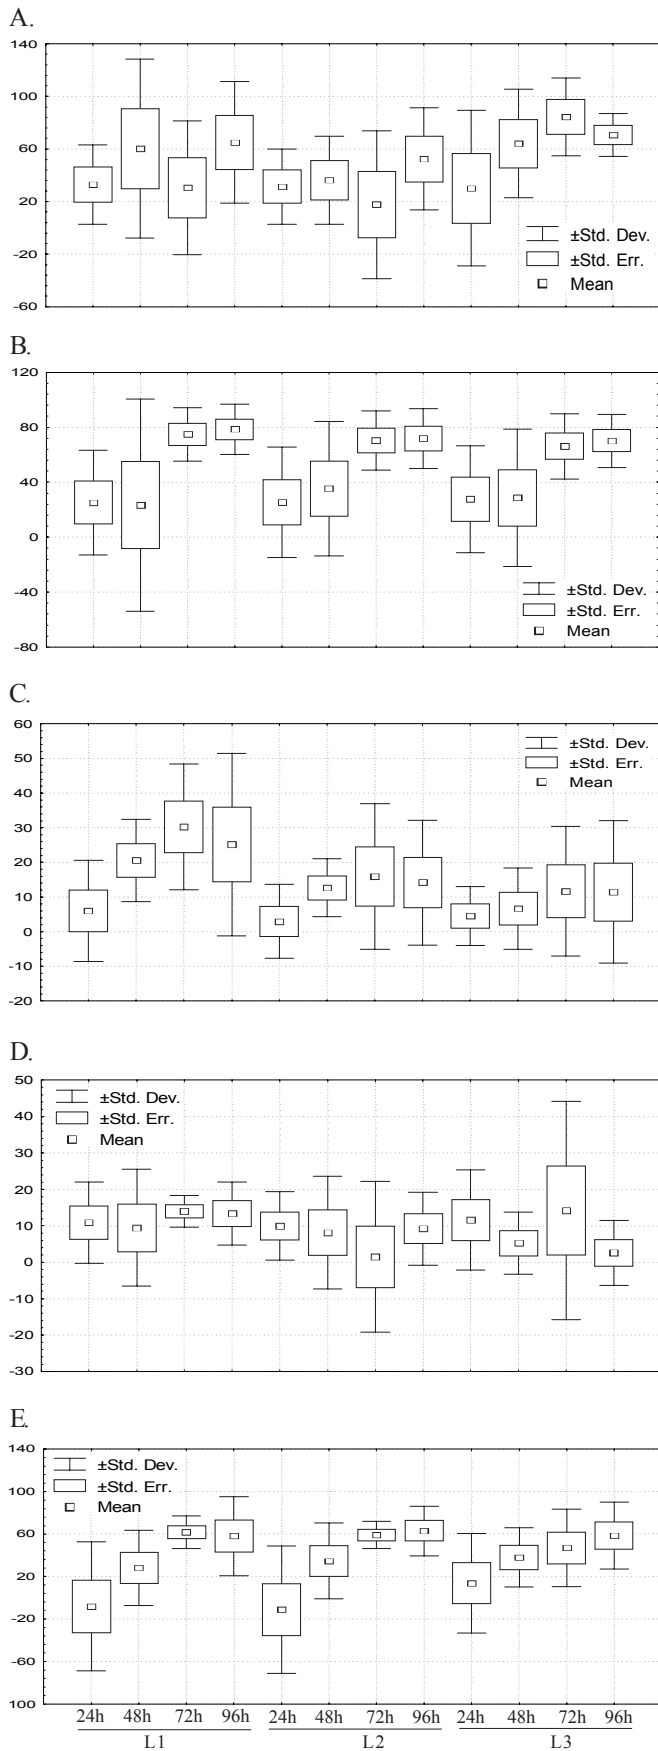 A.
140
100
60
20
-20
-60
±Std. Dev.
±Std. Err.
Mean
B.
120
80
40
0
-40
-80
±Std. Dev.
±Std. Err.
Mean
C.
60
50
40
30
20
10
0
-10
-20
±Std. Dev.
±Std. Err.
Mean
D.
50
40
30
20
10
0
-10
-20
-30
±Std. Dev.
±Std. Err.
Mean
E.
140
100
60
20
-20
-60
100
±Std. Dev.
±Std. Err.
Mean
24h 48h 72h 96h 24h 48h 72h 96h 24h 48h 72h 96h
L1 L2 L3